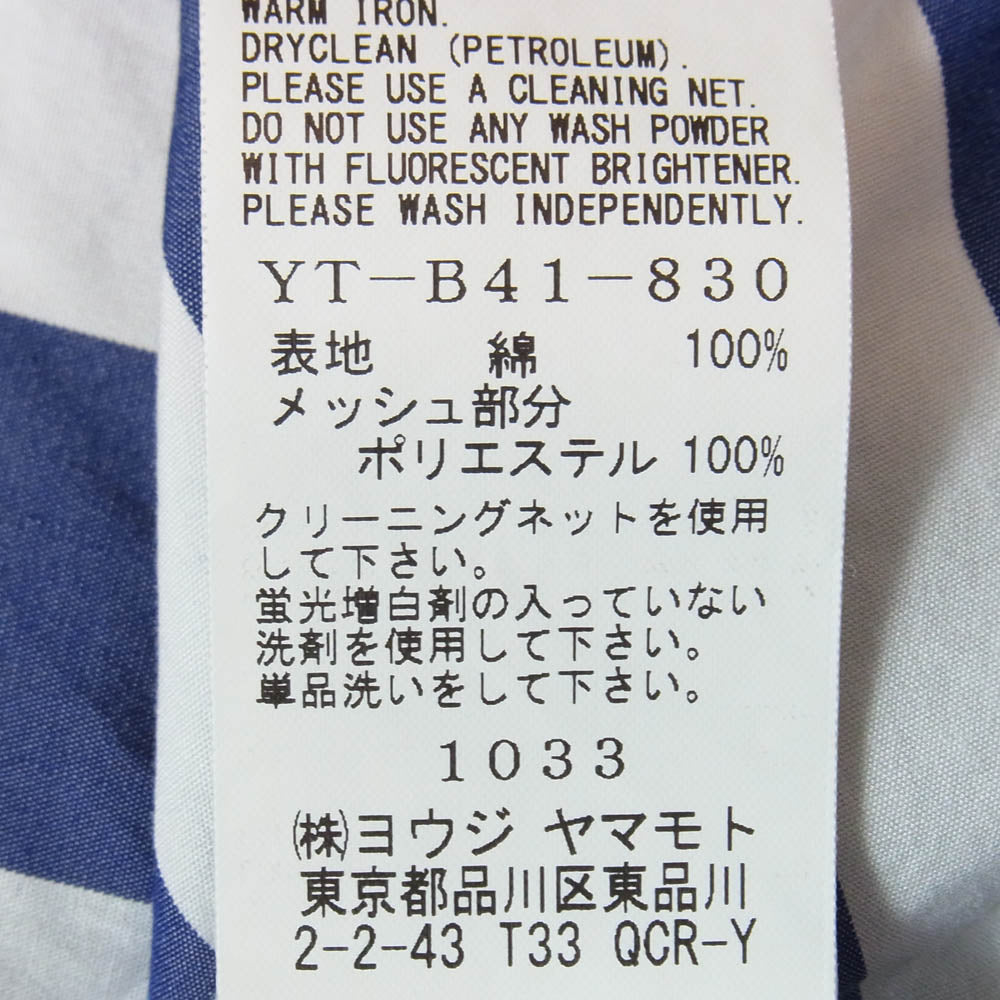 WARM IRON.
DRYCLEAN (PETROLEUM).
PLEASE USE A CLEANING NET.
DO NOT USE ANY WASH POWDER
WITH FLUORESCENT BRIGHTENER.
PLEASE WASH INDEPENDENTLY.
YT－B41－830
表地 綿 100%
メッシュ部分
ポリエステル 100%
クリーニングネットを使用
して下さい。
蛍光増白剤の入っていない
洗剤を使用して下さい。
単品洗いをして下さい。
1033
㈱ヨウジ ヤマモト
東京都品川区東品川
2-2-43 T33 QCR-Y